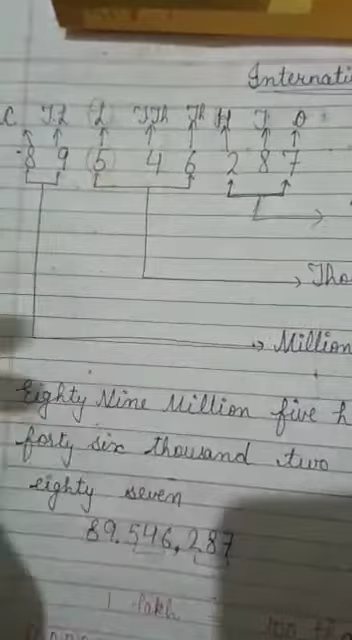 Internati
C T.L L TTh Th H T O
8 9 5 4 6 2 8 7
Tho
Million
Eighty Nine Million five h
forty six thousand two
eighty seven
89.546,287
1 lakh